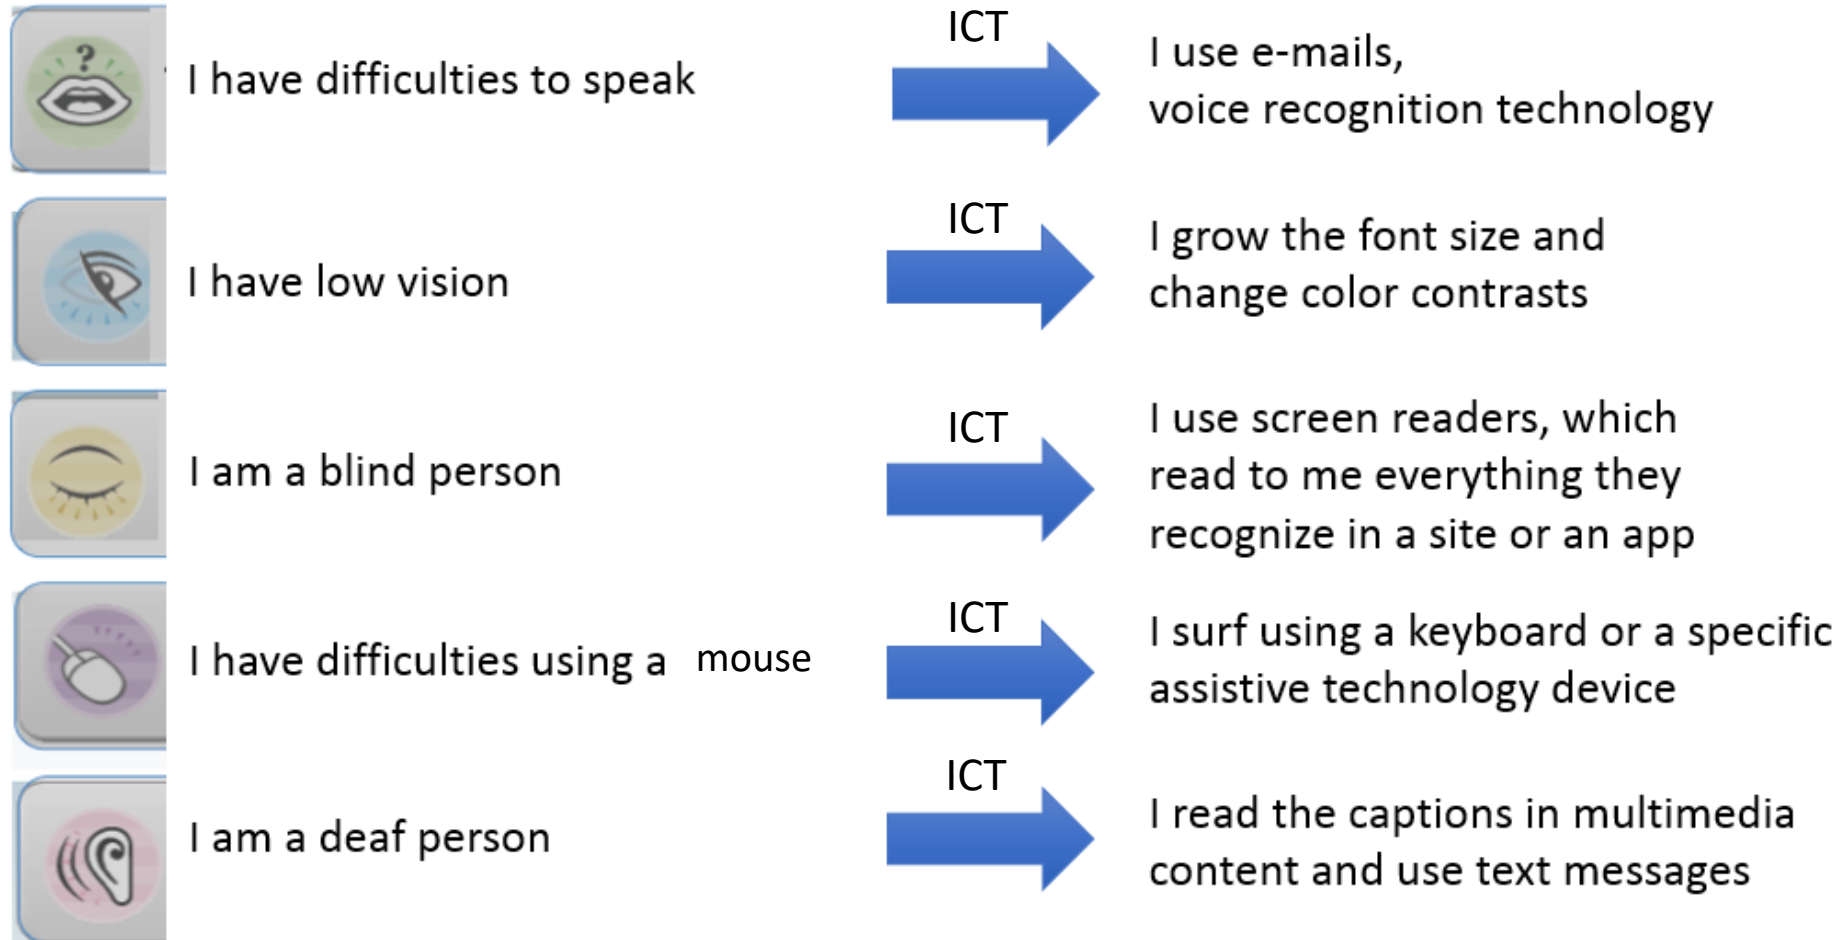 ?
I have difficulties to speak
ICT
I use e-mails,
voice recognition technology
I have low vision
ICT
I grow the font size and
change color contrasts
I am a blind person
ICT
I use screen readers, which
read to me everything they
recognize in a site or an app
I have difficulties using a mouse
ICT
I surf using a keyboard or a specific
assistive technology device
I am a deaf person
ICT
I read the captions in multimedia
content and use text messages